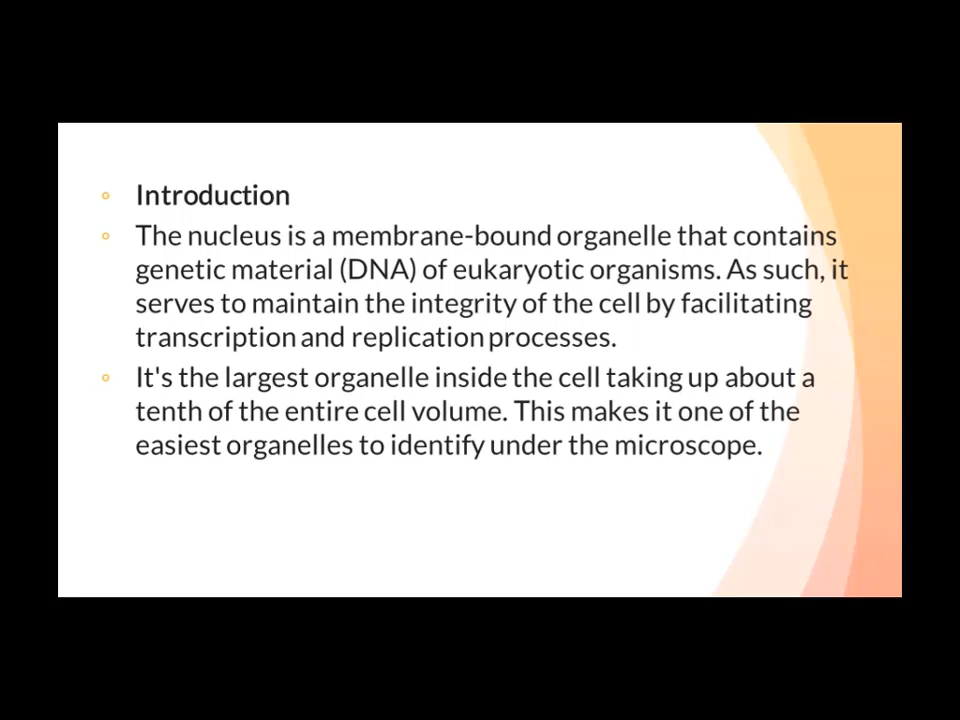 Introduction
The nucleus is a membrane-bound organelle that contains
genetic material (DNA) of eukaryotic organisms. As such, it
serves to maintain the integrity of the cell by facilitating
transcription and replication processes.
It's the largest organelle inside the cell taking up about a
tenth of the entire cell volume. This makes it one of the
easiest organelles to identify under the microscope.